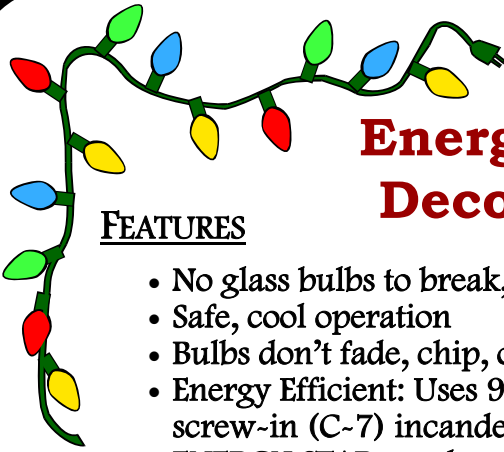 Energ
Deco
FEATURES
• No glass bulbs to break,
• Safe, cool operation
• Bulbs don't fade, chip, c
• Energy Efficient: Uses 9
screw-in (C-7) incande